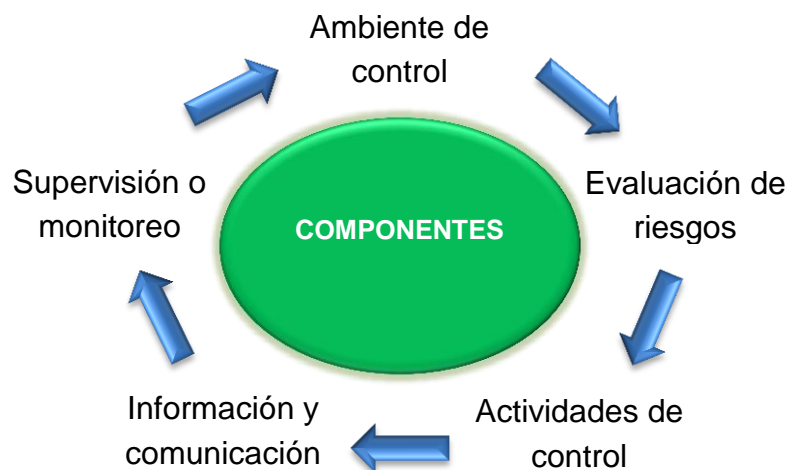 Ambiente de
control
Evaluación de
riesgos
Actividades de
control
Información y
comunicación
Supervisión o
monitoreo
COMPONENTES